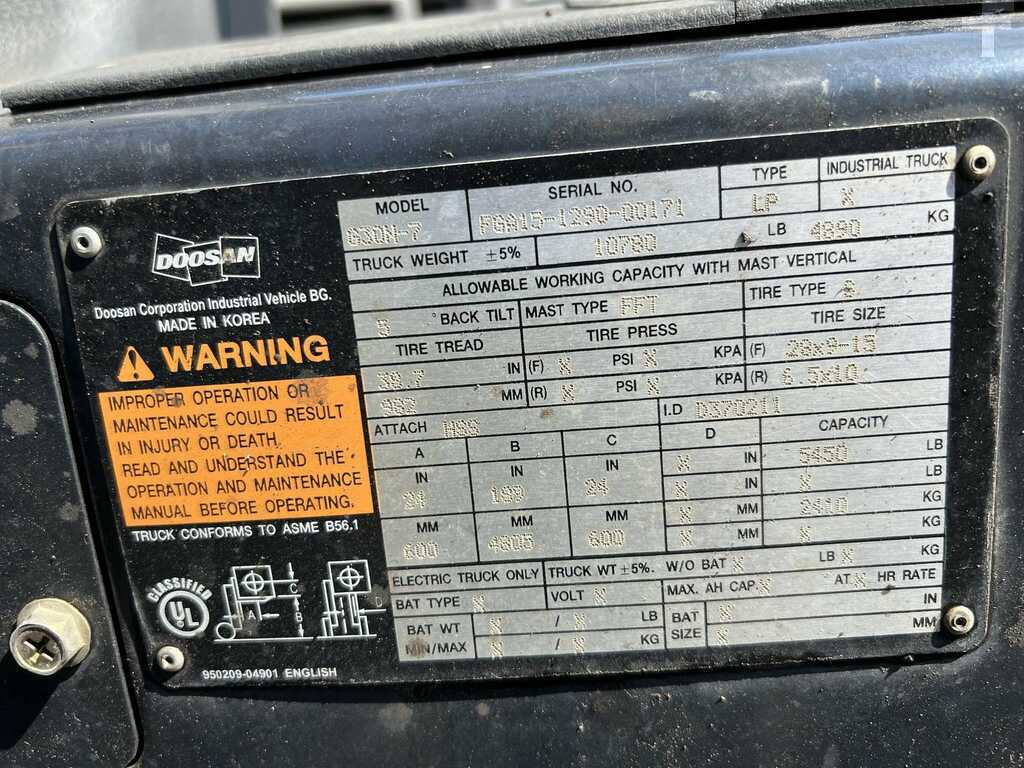 DOOSAN
Doosan Corporation Industrial Vehicle BG.
MADE IN KOREA
WARNING
IMPROPER OPERATION OR
MAINTENANCE COULD RESULT
IN INJURY OR DEATH.
READ AND UNDERSTAND THE
OPERATION AND MAINTENANCE
MANUAL BEFORE OPERATING.
TRUCK CONFORMS TO ASME B56.1
CLASSIFIED
UL
A B C
950209-04901 ENGLISH
MODEL SERIAL NO. TYPE INDUSTRIAL TRUCK
G30N-7 FGA15-1290-00171 LP X
TRUCK WEIGHT ±5% 10780 LB 4890 KG
ALLOWABLE WORKING CAPACITY WITH MAST VERTICAL
5 BACK TILT MAST TYPE FFT TIRE TYPE
TIRE TREAD TIRE PRESS TIRE SIZE
38.7 IN (F) X PSI X KPA (F) 28x9-15
982 MM (R) X PSI X KPA (R) 6.5x10
ATTACH HSS I.D D370211
A B C D CAPACITY
IN IN IN X IN 5450 LB
24 189 24 X IN X LB
MM MM MM X MM 2410 KG
600 4805 600 X MM X KG
ELECTRIC TRUCK ONLY TRUCK WT ±5%. W/O BAT X LB X KG
BAT TYPE X VOLT X MAX. AH CAP. X AT X HR RATE
BAT WT X / X LB BAT X IN
MIN/MAX X / X KG SIZE X MM